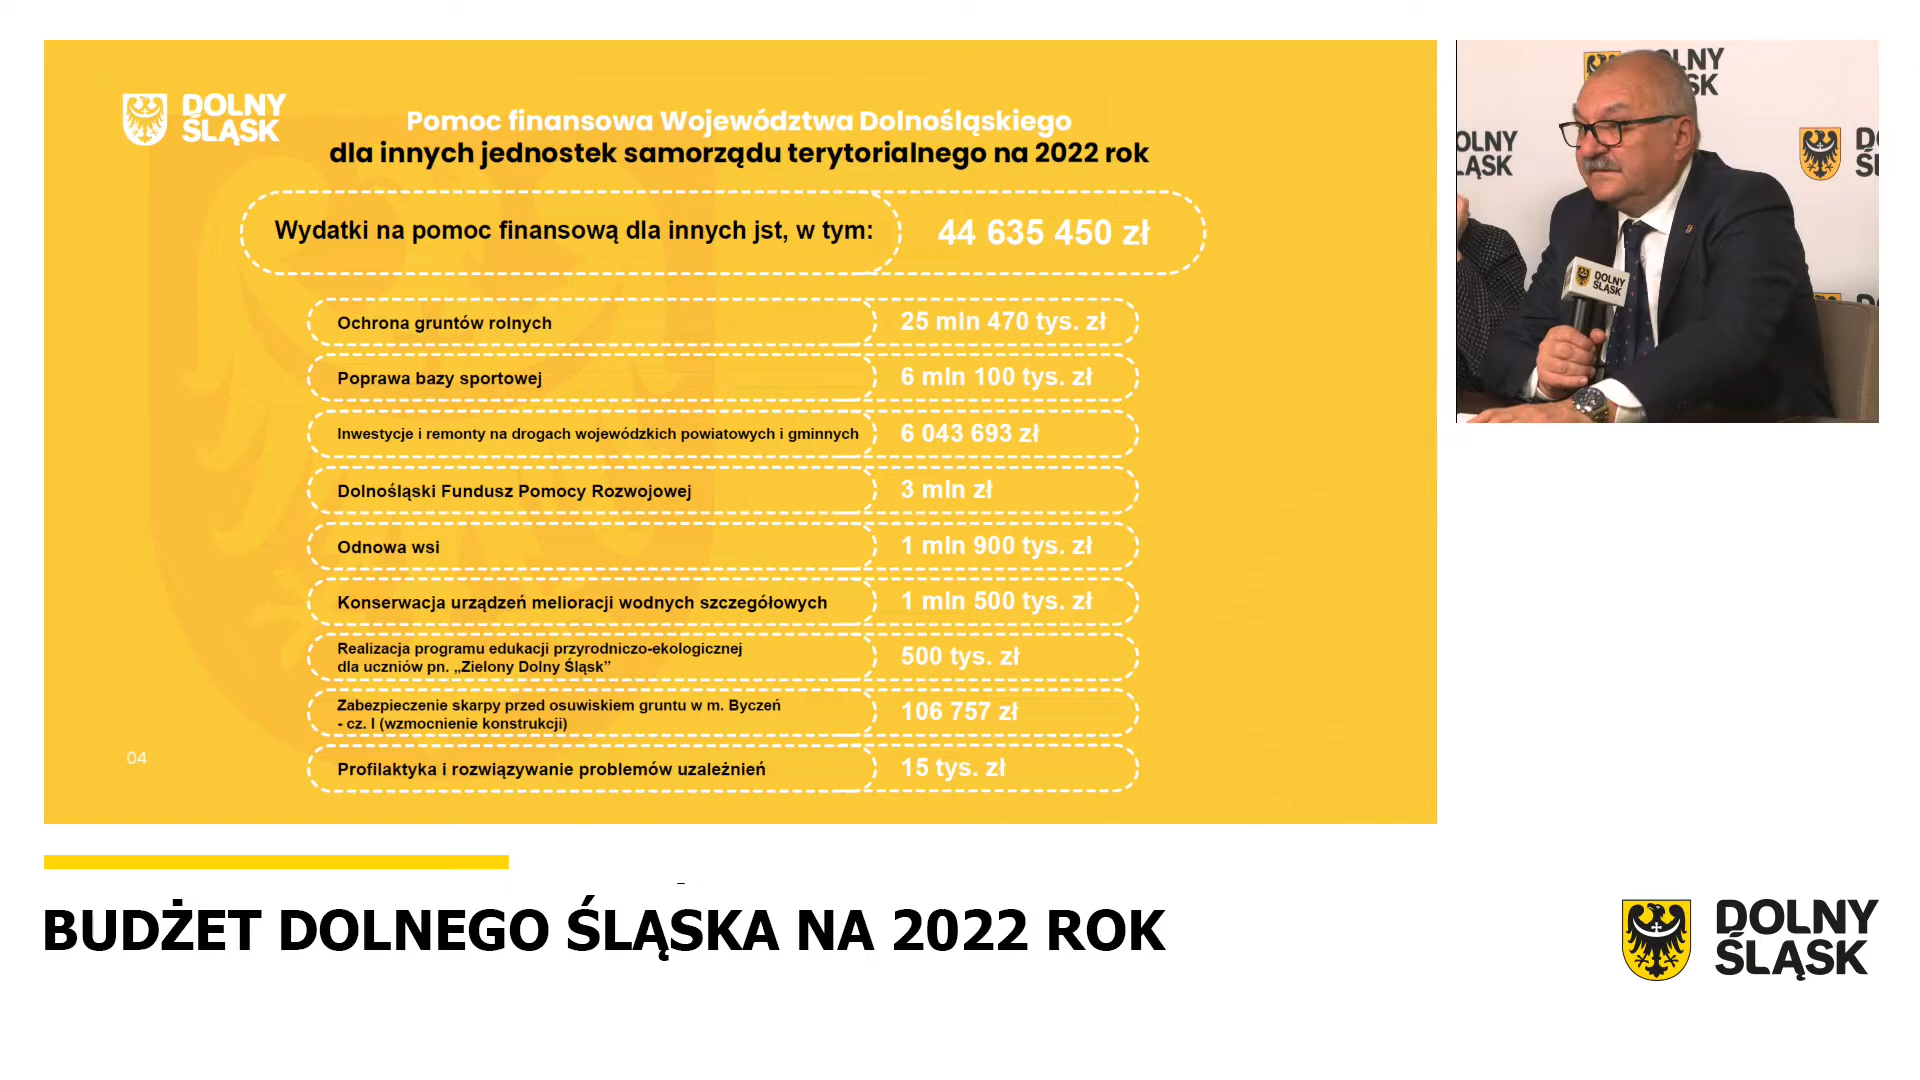 DOLNY
ŚLĄSK
Pomoc finansowa Województwa Dolnośląskiego
dla innych jednostek samorządu terytorialnego na 2022 rok
Wydatki na pomoc finansową dla innych jst, w tym: 44 635 450 zł
Ochrona gruntów rolnych 25 mln 470 tys. zł
Poprawa bazy sportowej 6 mln 100 tys. zł
Inwestycje i remonty na drogach wojewódzkich powiatowych i gminnych 6 043 693 zł
Dolnośląski Fundusz Pomocy Rozwojowej 3 mln zł
Odnowa wsi 1 mln 900 tys. zł
Konserwacja urządzeń melioracji wodnych szczegółowych 1 mln 500 tys. zł
Realizacja programu edukacji przyrodniczo-ekologicznej
dla uczniów pn. „Zielony Dolny Śląsk” 500 tys. zł
Zabezpieczenie skarpy przed osuwiskiem gruntu w m. Byczeń
- cz. I (wzmocnienie konstrukcji) 106 757 zł
Profilaktyka i rozwiązywanie problemów uzależnień 15 tys. zł
04
LNY
SK
OLNY
ĄSK
D
Ś
DOLNY
ŚLĄSK
BUDŻET DOLNEGO ŚLĄSKA NA 2022 ROK
DOLNY
ŚLĄSK